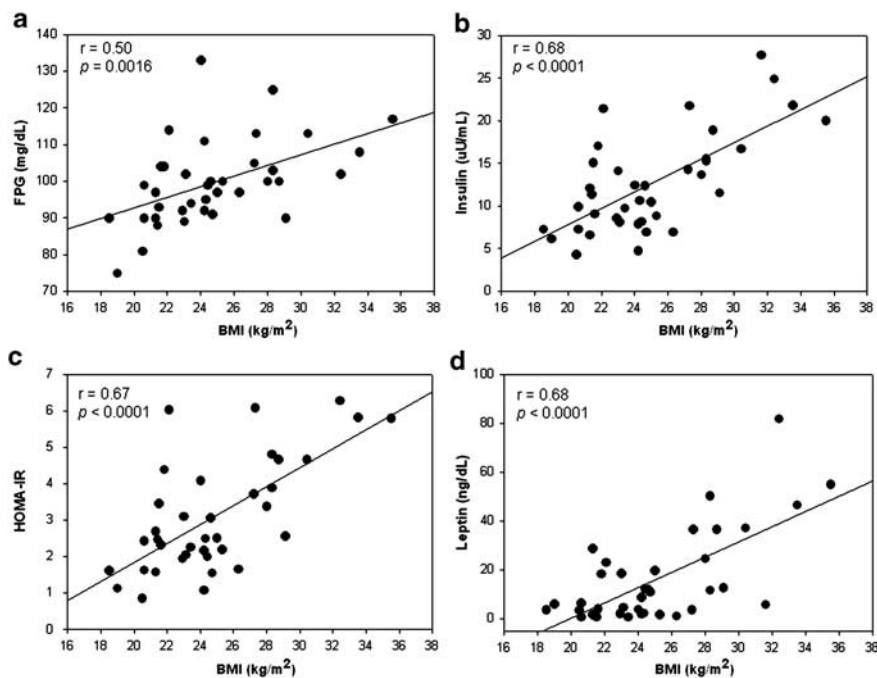 a
r = 0.50
p = 0.0016
FPG (mg/dL)
140
130
120
110
100
90
80
70
16 18 20 22 24 26 28 30 32 34 36 38
BMI (kg/m²)
b
r = 0.68
p < 0.0001
Insulin (uU/mL)
30
25
20
15
10
5
0
16 18 20 22 24 26 28 30 32 34 36 38
BMI (kg/m²)
c
r = 0.67
p < 0.0001
HOMA-IR
7
6
5
4
3
2
1
0
16 18 20 22 24 26 28 30 32 34 36 38
BMI (kg/m²)
d
r = 0.68
p < 0.0001
Leptin (ng/dL)
100
80
60
40
20
0
16 18 20 22 24 26 28 30 32 34 36 38
BMI (kg/m²)